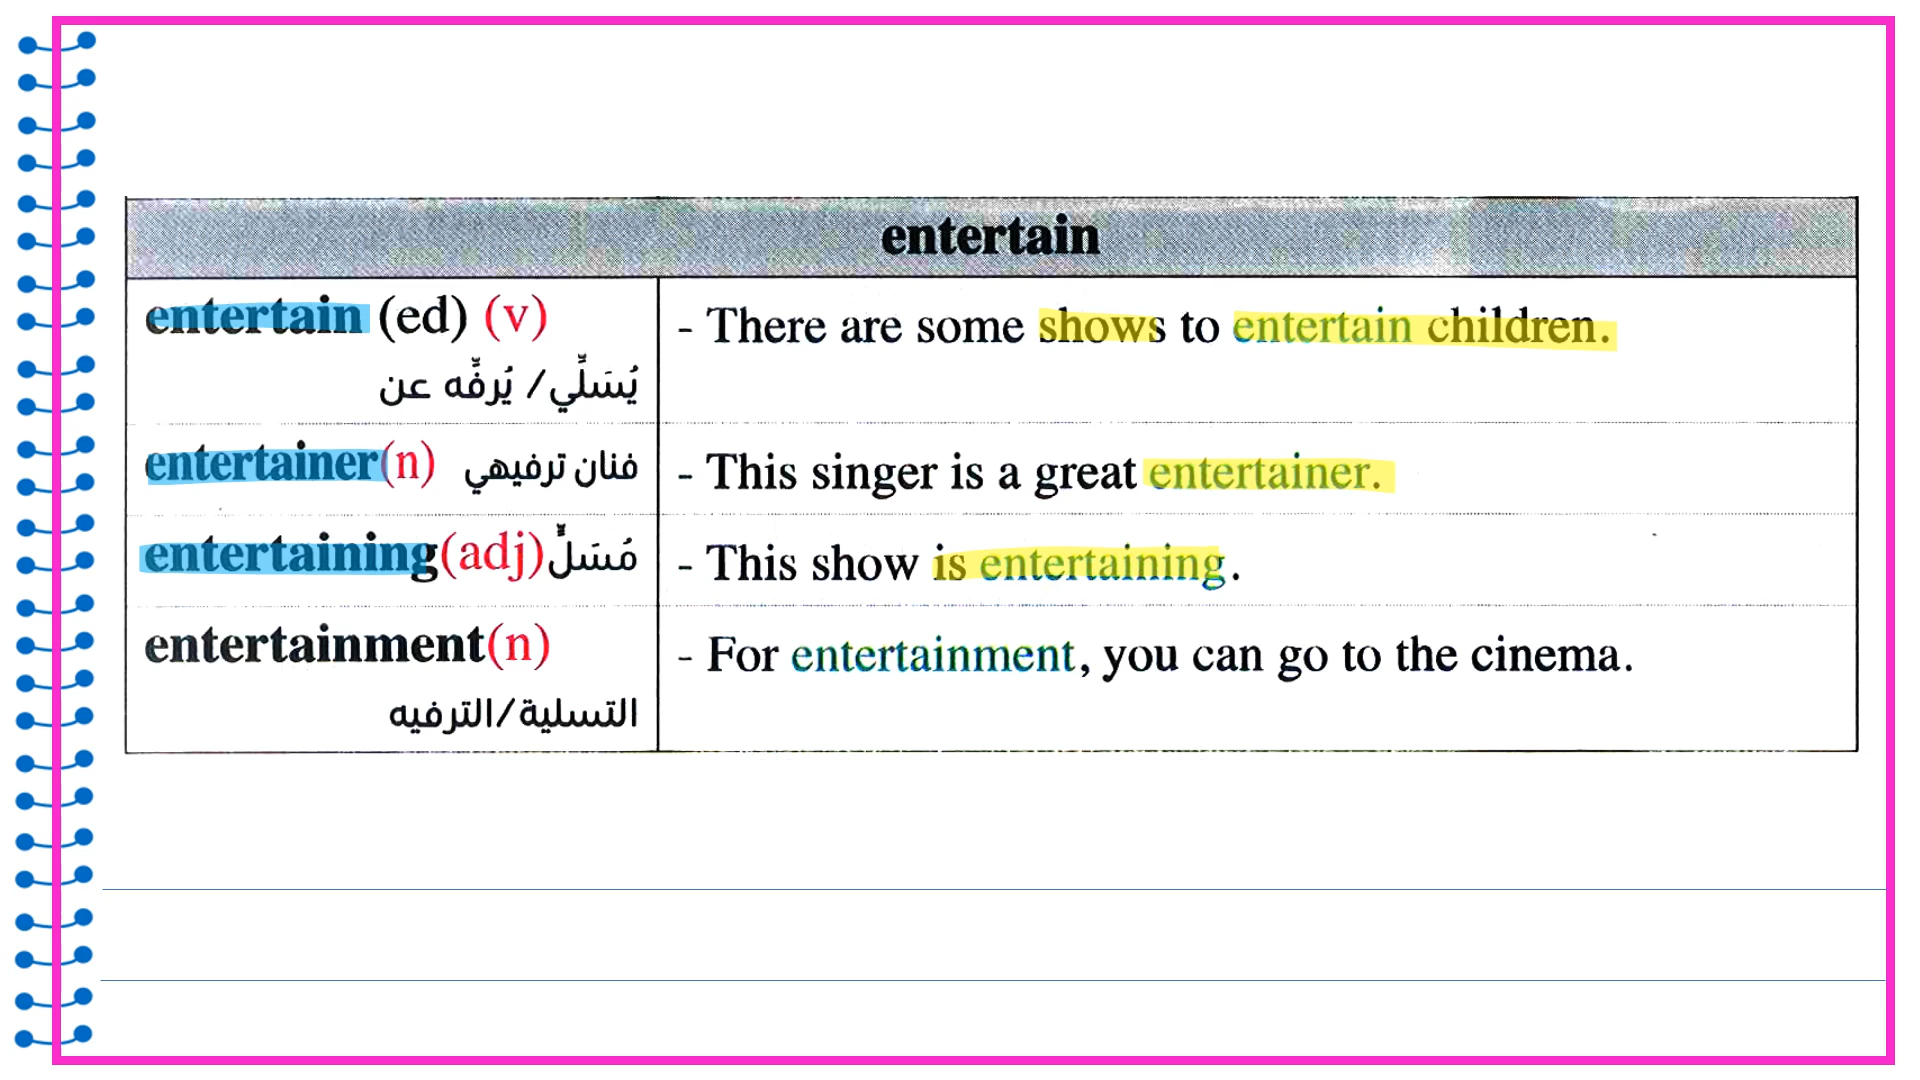 entertain
entertain (ed) (v)
يُسَلِّي/ يُرفِّه عن
- There are some shows to entertain children.
entertainer(n) فنان ترفيهي
- This singer is a great entertainer.
entertaining(adj) مُسَلٍّ
- This show is entertaining.
entertainment(n)
التسلية/الترفيه
- For entertainment, you can go to the cinema.